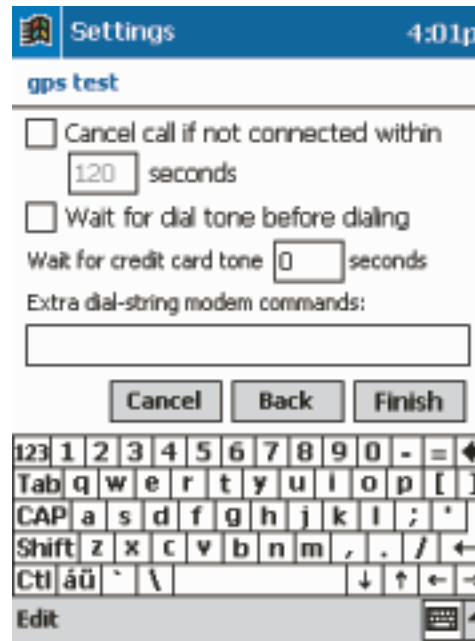 Settings 4:01p
gps test
Cancel call if not connected within
120 seconds
Wait for dial tone before dialing
Wait for credit card tone 0 seconds
Extra dial-string modem commands:
Cancel Back Finish
123 1 2 3 4 5 6 7 8 9 0 - =
Tab q w e r t y u i o p [ ]
CAP a s d f g h j k l ; '
Shift z x c v b n m , . /
Ctl áü ` \ ↓ ↑ ←
Edit